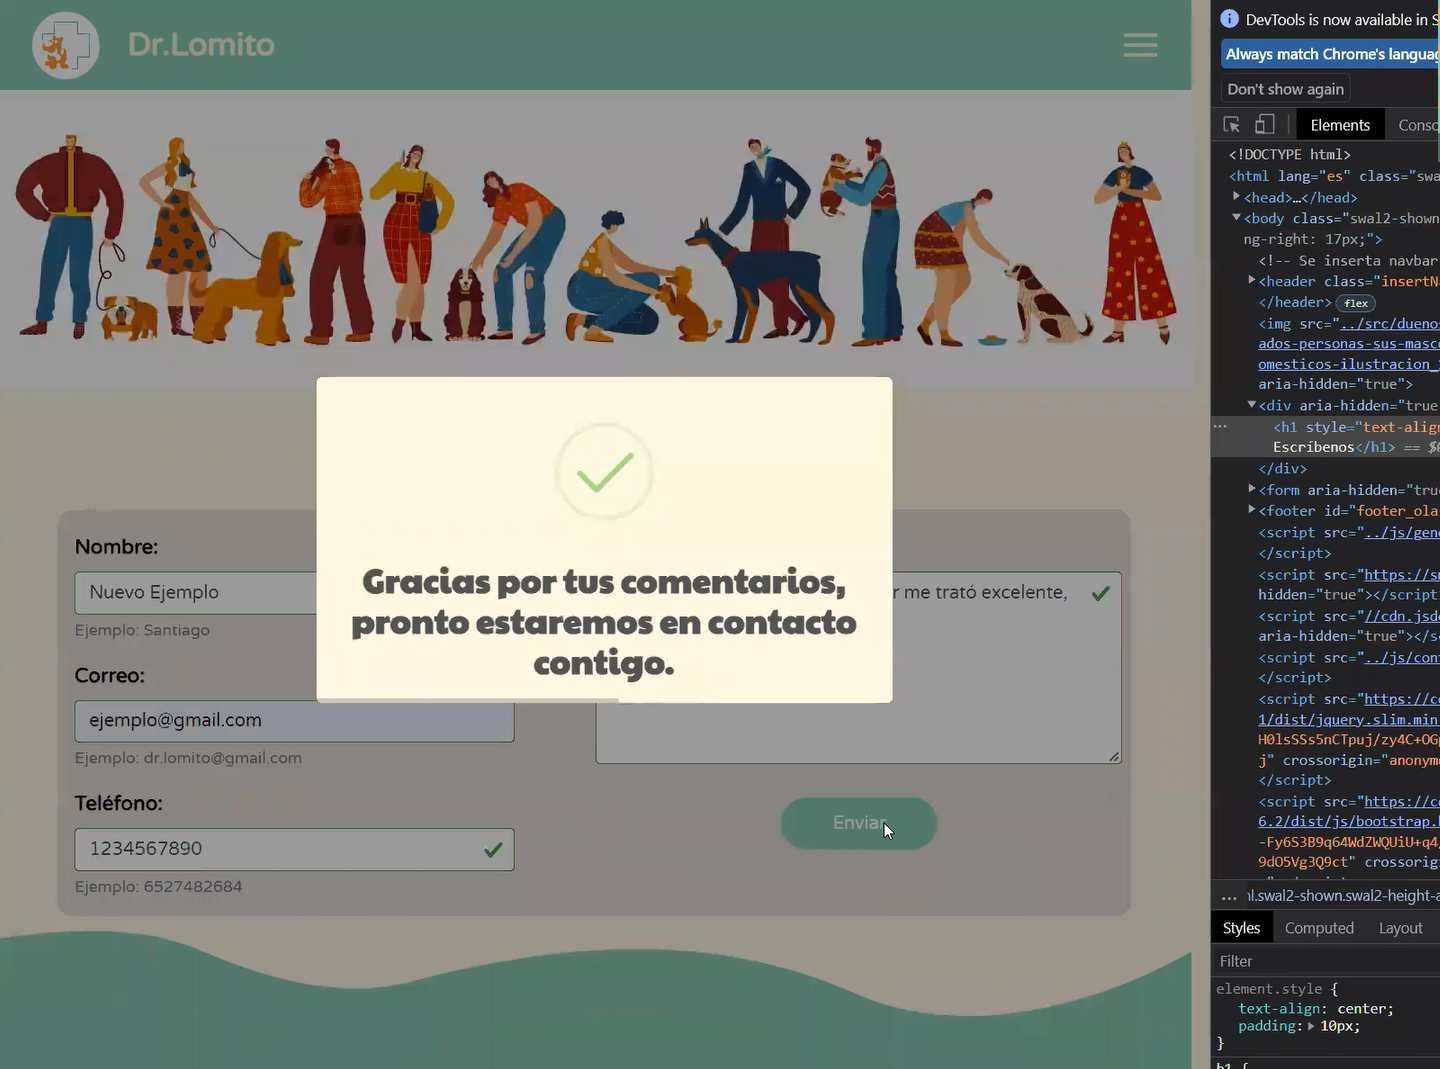 Dr.Lomito
Gracias por tus comentarios,
pronto estaremos en contacto
contigo.
Nombre:
Nuevo Ejemplo
Ejemplo: Santiago
Correo:
ejemplo@gmail.com
Ejemplo: dr.lomito@gmail.com
Teléfono:
1234567890
Ejemplo: 6527482684
r me trató excelente,
Enviar
DevTools is now available in S
Always match Chrome's languag
Don't show again
Elements
Conso
<!DOCTYPE html>
<html lang="es" class="swa
<head>…</head>
<body class="swal2-shown
ng-right: 17px;">
<!-- Se inserta navbar
<header class="insertN
</header> flex
<img src="../src/dueno
ados-personas-sus-masc
omesticos-ilustracion_
aria-hidden="true">
<div aria-hidden="true
<h1 style="text-align
Escríbenos</h1> == $
</div>
<form aria-hidden="tru
<footer id="footer_ola
<script src="../js/gen
</script>
<script src="https://s
hidden="true"></script
<script src="//cdn.jsd
aria-hidden="true"></s
<script src="../js/con
</script>
<script src="https://c
1/dist/jquery.slim.min
H0lsSSs5nCTpuj/zy4C+OG
j" crossorigin="anonym
</script>
<script src="https://c
6.2/dist/js/bootstrap.
-Fy6S3B9q64WdZWQUiU+q4
9dO5Vg3Q9ct" crossorig
... l.swal2-shown.swal2-height-a
Styles
Computed
Layout
Filter
element.style {
text-align: center;
padding: 10px;
}
h1 {